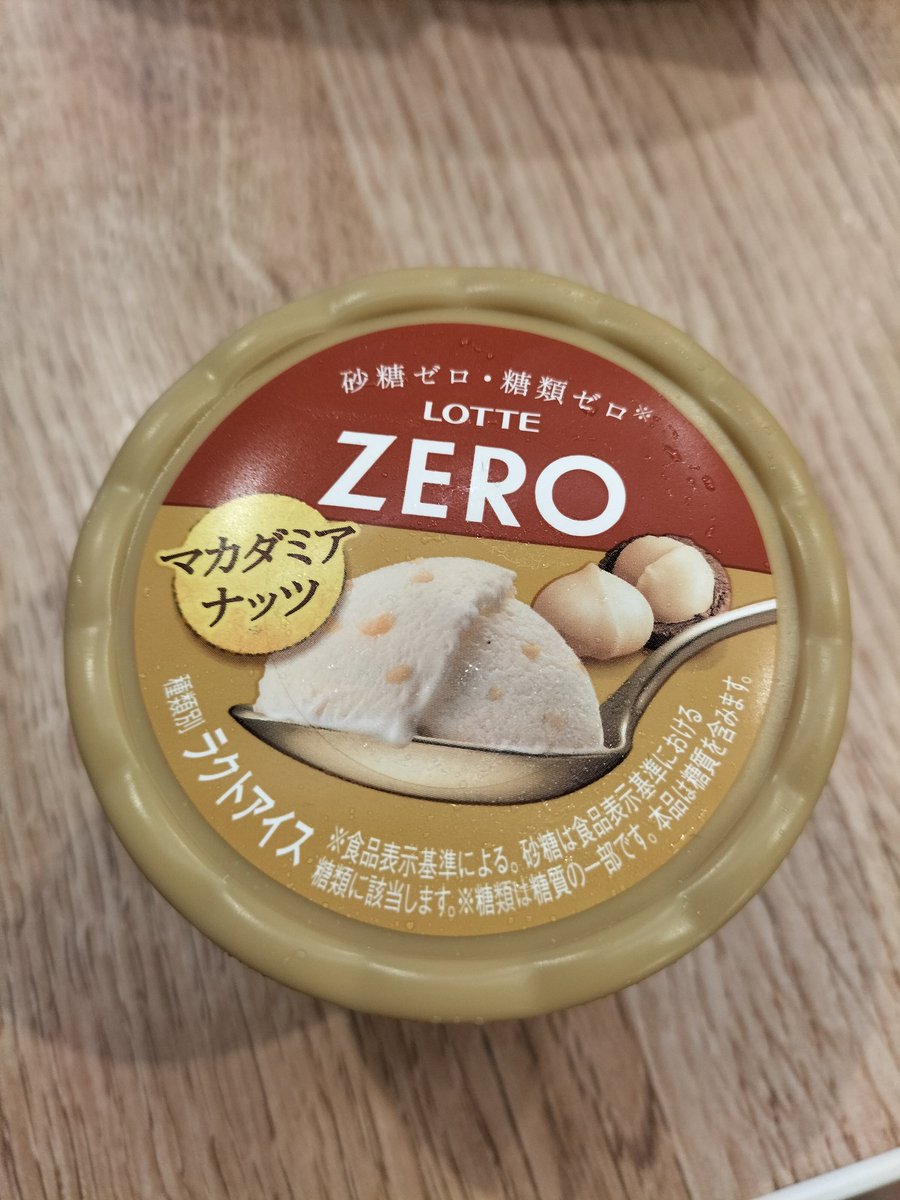 砂糖ゼロ・糖類ゼロ※
LOTTE
ZERO
マカダミア
ナッツ
種類別 ラクトアイス
※食品表示基準による。砂糖は食品表示基準における
糖類に該当します。※糖類は糖質の一部です。本品は糖質を含みます。